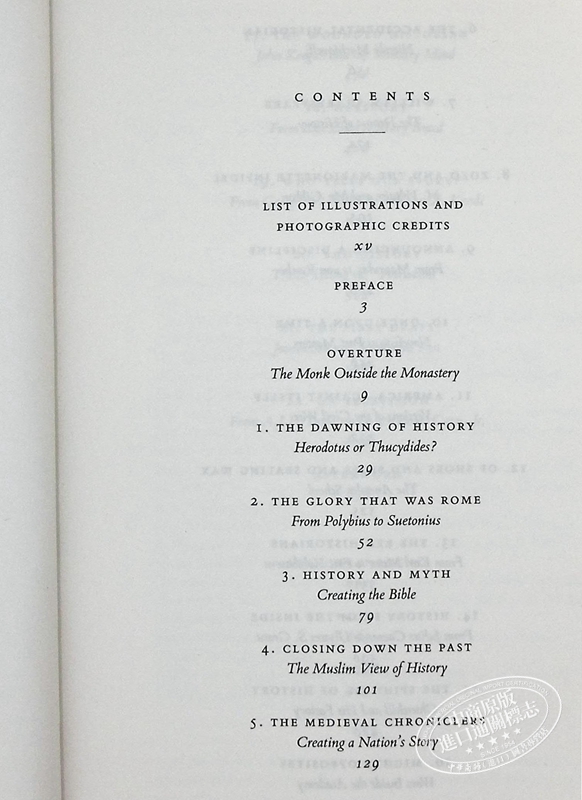 CONTENTS
LIST OF ILLUSTRATIONS AND
PHOTOGRAPHIC CREDITS
xv
PREFACE
3
OVERTURE
The Monk Outside the Monastery
9
1. THE DAWNING OF HISTORY
Herodotus or Thucydides?
29
2. THE GLORY THAT WAS ROME
From Polybius to Suetonius
52
3. HISTORY AND MYTH
Creating the Bible
79
4. CLOSING DOWN THE PAST
The Muslim View of History
101
5. THE MEDIEVAL CHRONICLERS
Creating a Nation's Story
129